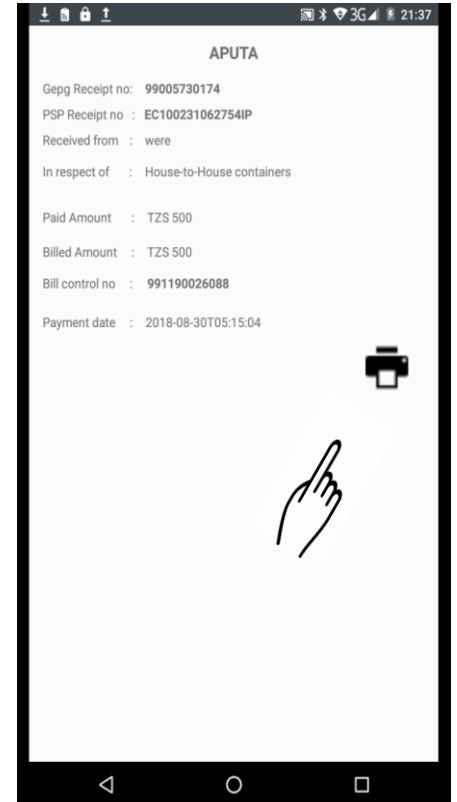 3G 21:37
APUTA
Gepg Receipt no: 99005730174
PSP Receipt no : EC100231062754IP
Received from : were
In respect of : House-to-House containers
Paid Amount : TZS 500
Billed Amount : TZS 500
Bill control no : 991190026088
Payment date : 2018-08-30T05:15:04